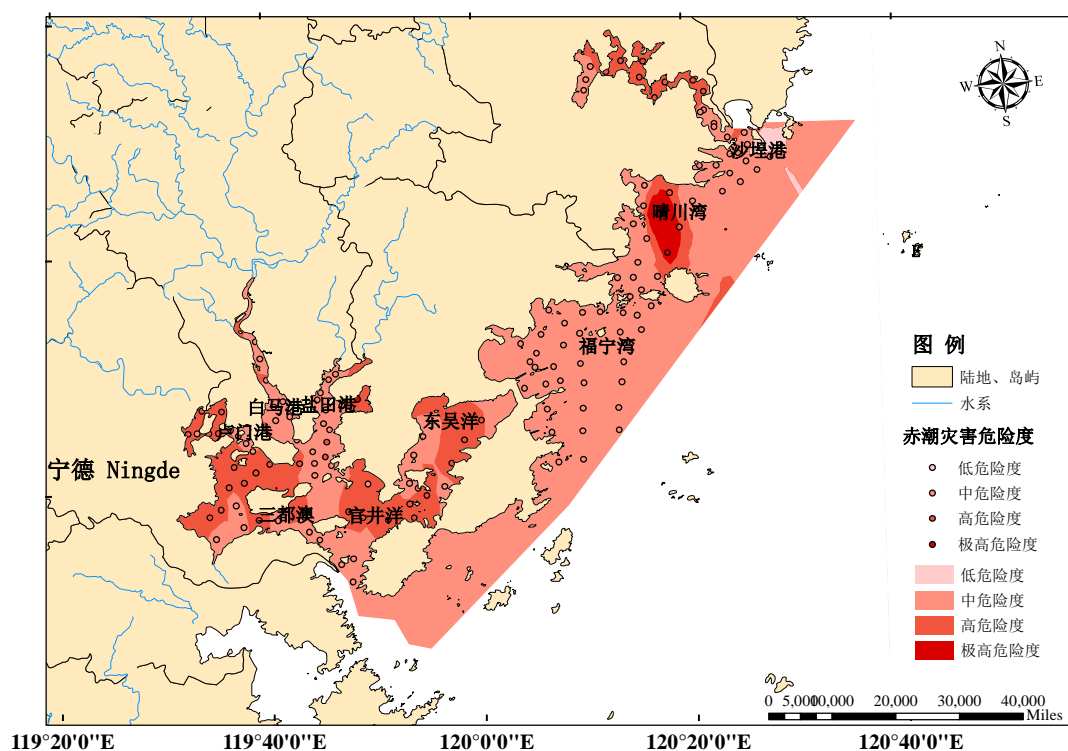 N
W E
S
沙埕港
晴川湾
福宁湾
白马港
盐田港
东吴洋
卢门港
宁德 Ningde
三都澳
官井洋
图 例
陆地、岛屿
水系
赤潮灾害危险度
低危险度
中危险度
高危险度
极高危险度
低危险度
中危险度
高危险度
极高危险度
0 5,000 10,000 20,000 30,000 40,000
Miles
119°20'0"E 119°40'0"E 120°0'0"E 120°20'0"E 120°40'0"E